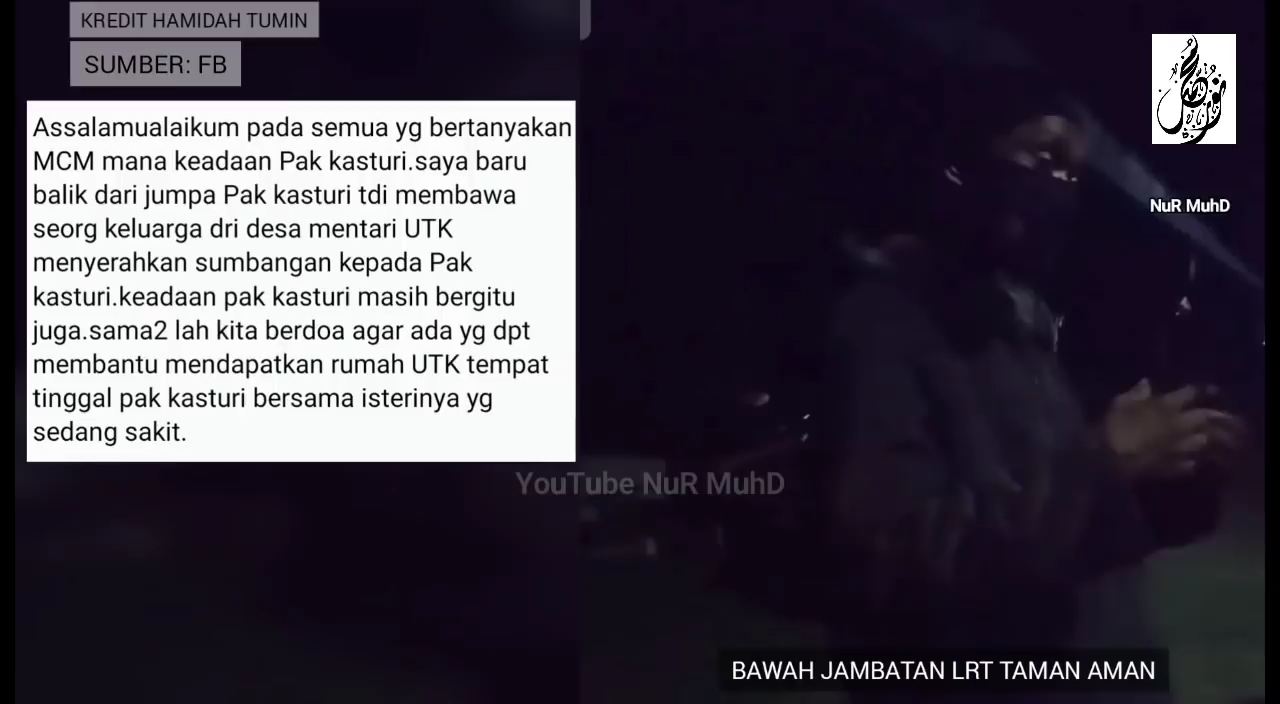 KREDIT HAMIDAH TUMIN
SUMBER: FB
Assalamualaikum pada semua yg bertanyakan
MCM mana keadaan Pak kasturi.saya baru
balik dari jumpa Pak kasturi tdi membawa
seorg keluarga dri desa mentari UTK
menyerahkan sumbangan kepada Pak
kasturi.keadaan pak kasturi masih bergitu
juga.sama2 lah kita berdoa agar ada yg dpt
membantu mendapatkan rumah UTK tempat
tinggal pak kasturi bersama isterinya yg
sedang sakit.
NuR MuhD
YouTube NuR MuhD
BAWAH JAMBATAN LRT TAMAN AMAN